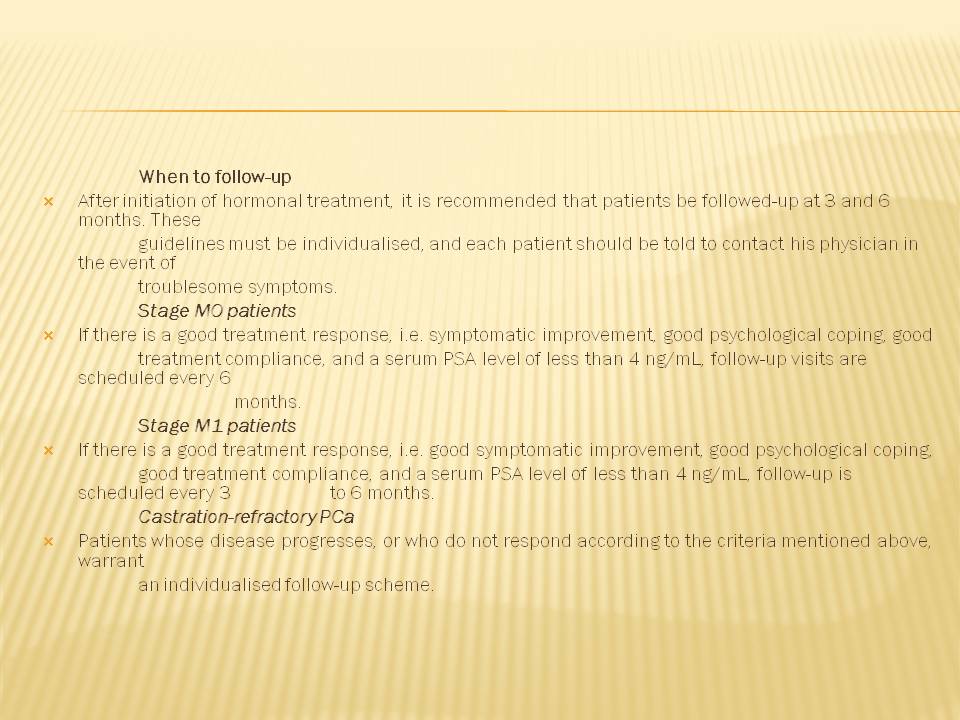 When to follow-up
After initiation of hormonal treatment, it is recommended that patients be followed-up at 3 and 6
months. These
guidelines must be individualised, and each patient should be told to contact his physician in
the event of
troublesome symptoms.
Stage M0 patients
If there is a good treatment response, i.e. symptomatic improvement, good psychological coping, good
treatment compliance, and a serum PSA level of less than 4 ng/mL, follow-up visits are
scheduled every 6
months.
Stage M1 patients
If there is a good treatment response, i.e. good symptomatic improvement, good psychological coping,
good treatment compliance, and a serum PSA level of less than 4 ng/mL, follow-up is
scheduled every 3 to 6 months.
Castration-refractory PCa
Patients whose disease progresses, or who do not respond according to the criteria mentioned above,
warrant
an individualised follow-up scheme.